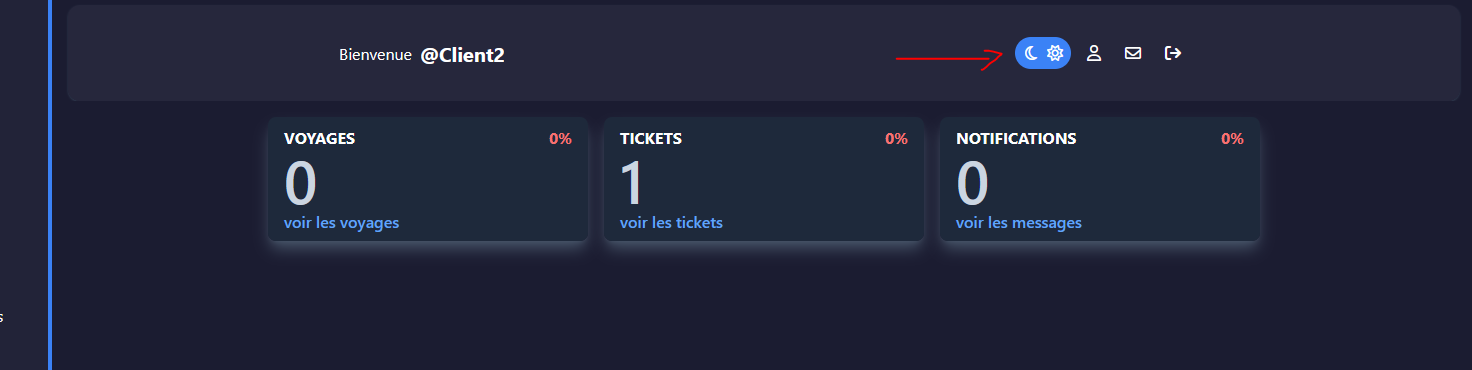 Bienvenue @Client2
VOYAGES 0%
0
voir les voyages
TICKETS 0%
1
voir les tickets
NOTIFICATIONS 0%
0
voir les messages
s